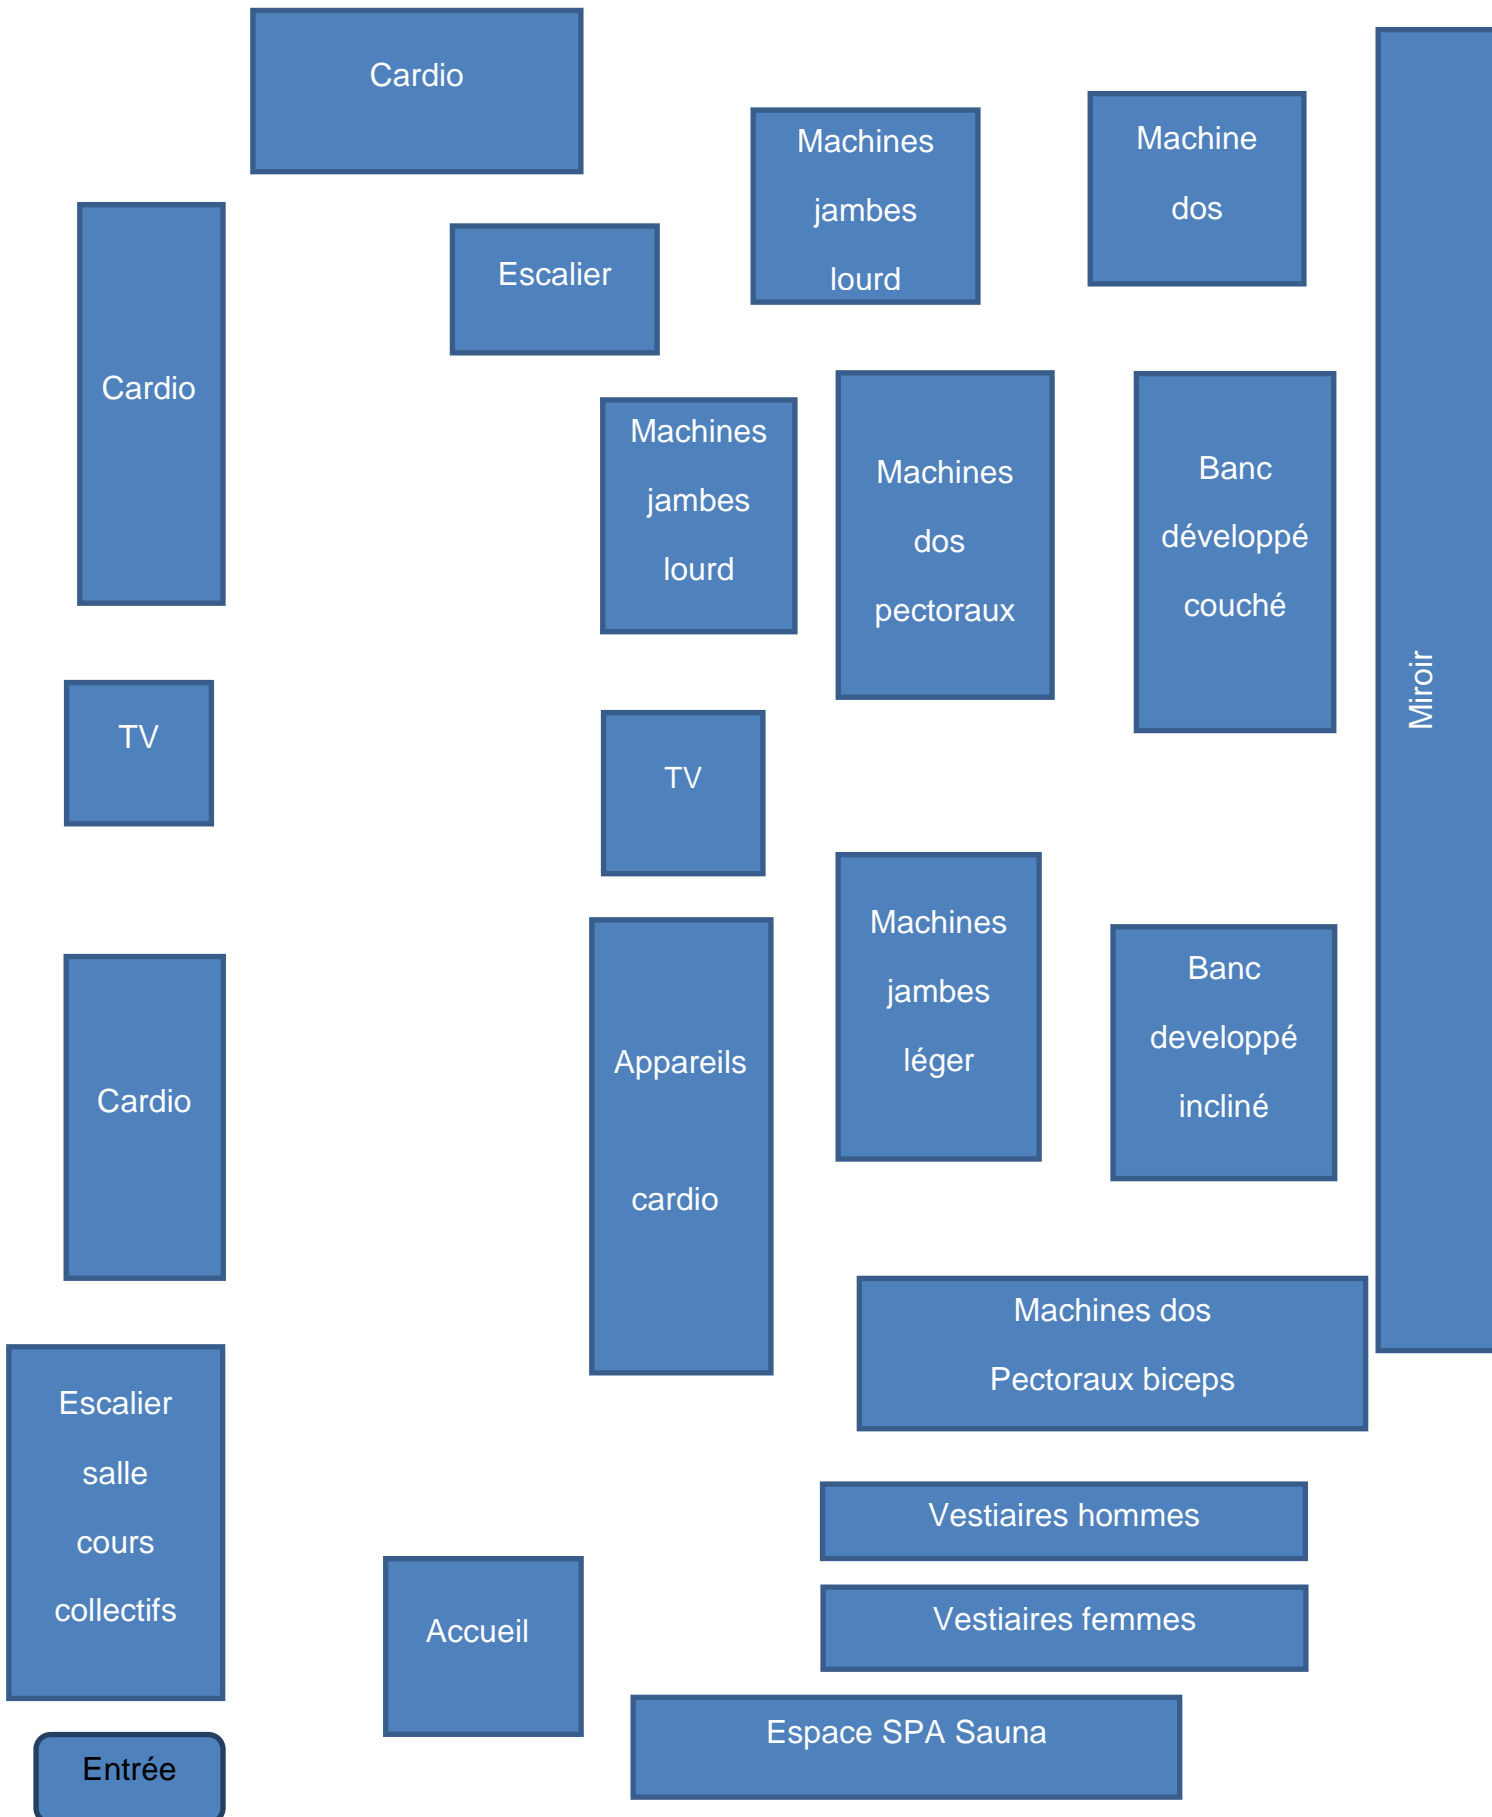 Cardio
Machines
jambes
lourd
Machine
dos
Escalier
Cardio
Machines
jambes
lourd
Machines
dos
pectoraux
Banc
développé
couché
Miroir
TV
TV
Machines
jambes
léger
Banc
developpé
incliné
Cardio
Appareils
cardio
Machines dos
Pectoraux biceps
Escalier
salle
cours
collectifs
Vestiaires hommes
Accueil
Vestiaires femmes
Espace SPA Sauna
Entrée